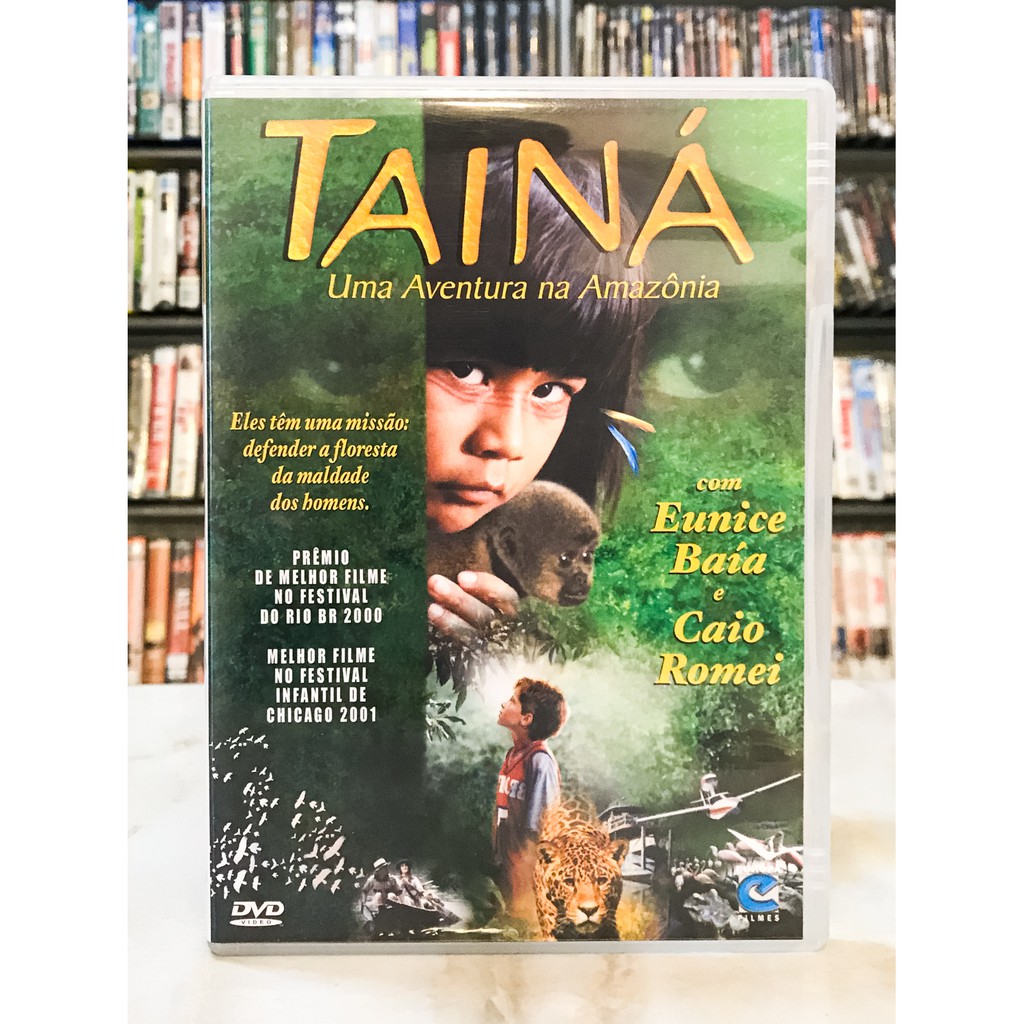 TAINÁ
Uma Aventura na Amazônia
Eles têm uma missão:
defender a floresta
da maldade
dos homens.
PRÊMIO
DE MELHOR FILME
NO FESTIVAL
DO RIO BR 2000
MELHOR FILME
NO FESTIVAL
INFANTIL DE
CHICAGO 2001
com
Eunice
Baía
e
Caio
Romei
DVD
VIDEO
FILMES